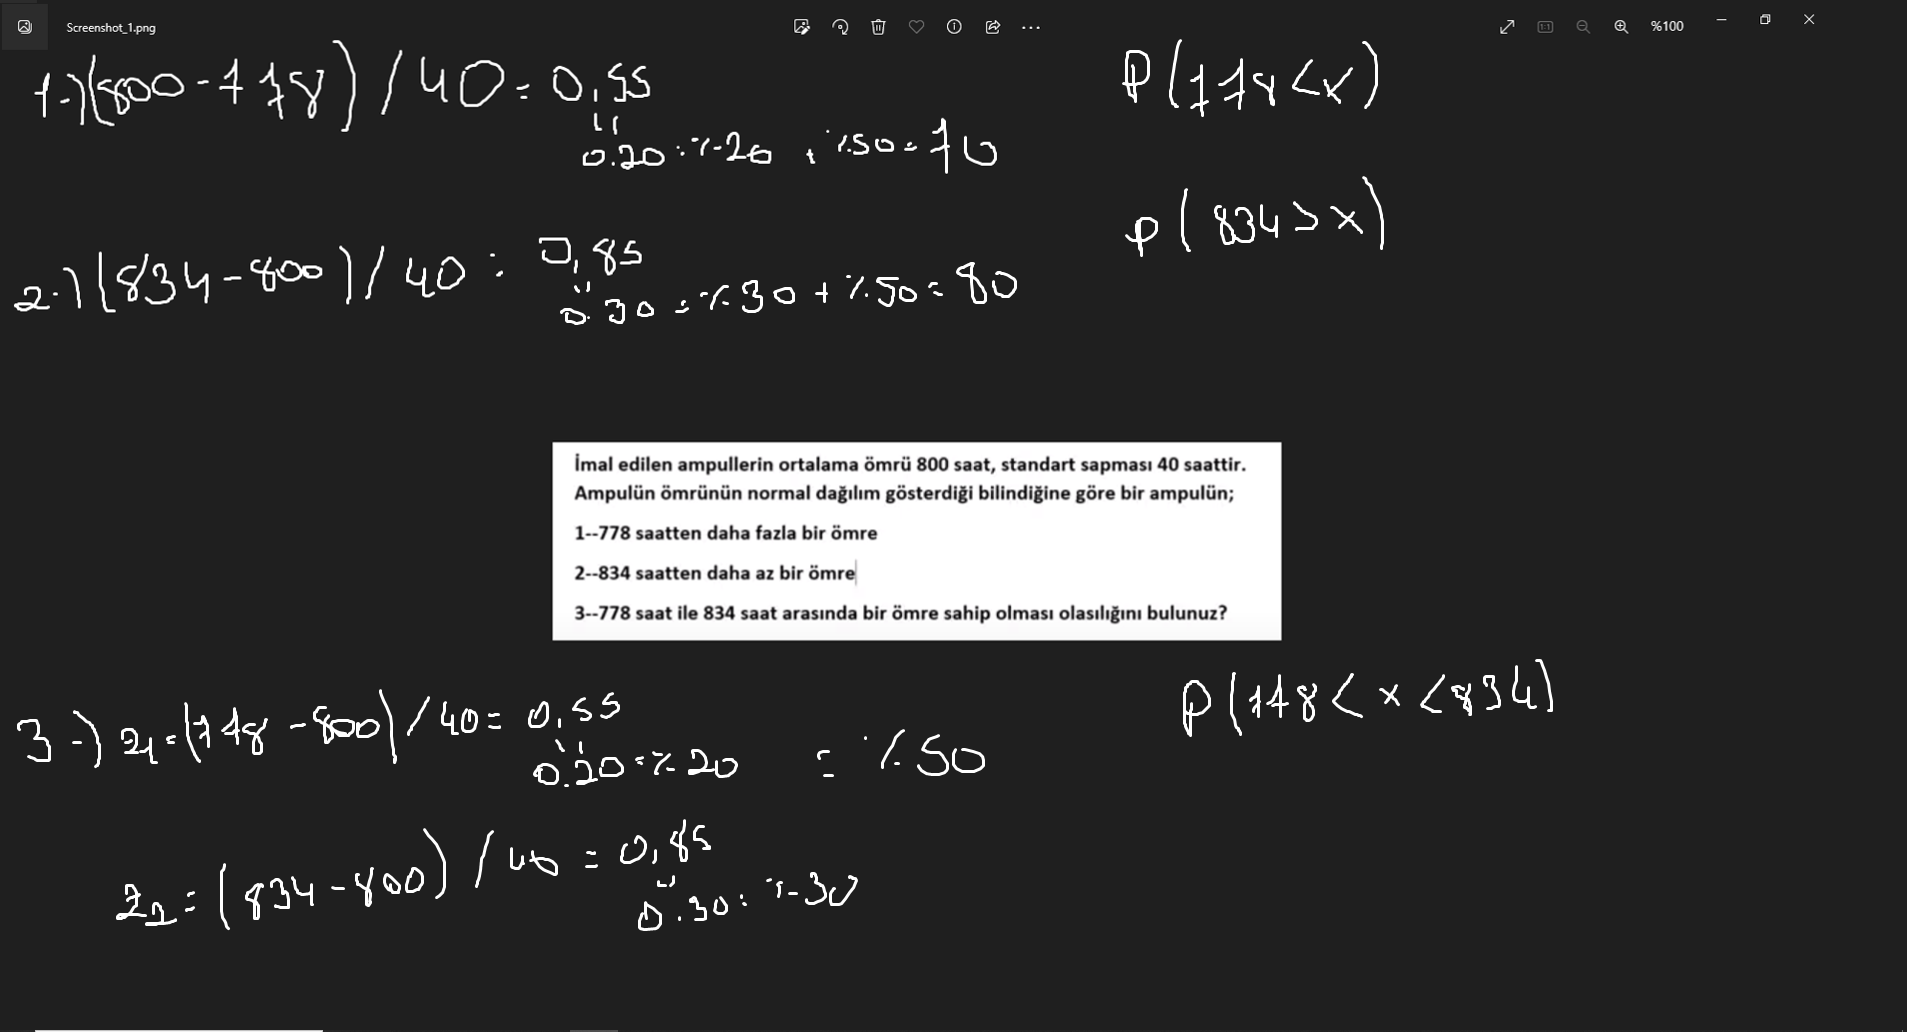 Screenshot_1.png
%100
1-) (800-778) / 40 = 0,55
P(778<x)
0.20 = %20 + %50 = 70
P(834>x)
2-) (834-800) / 40 = 0,85
0.30 = %30 + %50 = 80
İmal edilen ampullerin ortalama ömrü 800 saat, standart sapması 40 saattir.
Ampulün ömrünün normal dağılım gösterdiği bilindiğine göre bir ampulün;
1--778 saatten daha fazla bir ömre
2--834 saatten daha az bir ömre
3--778 saat ile 834 saat arasında bir ömre sahip olması olasılığını bulunuz?
P(778<x<834)
3-) z1=(778-800)/40= 0,55
0.20=%20 = %50
z2=(834-800)/40 = 0,85
0.30=%30